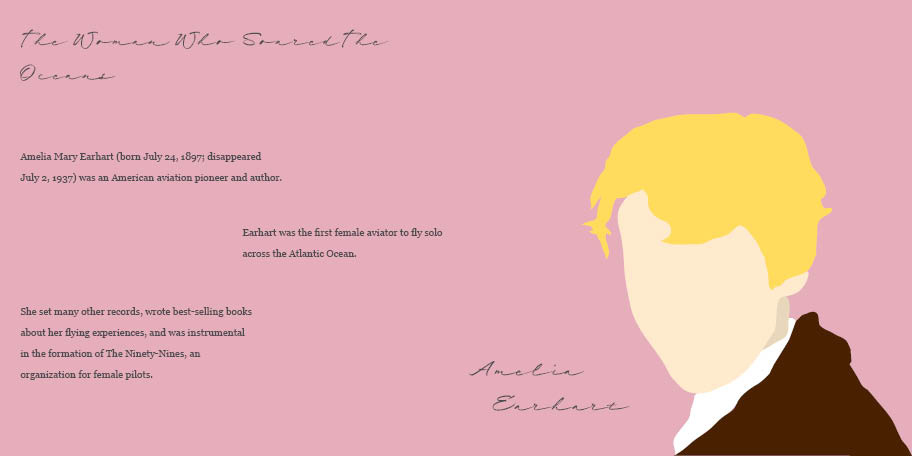 The Woman Who Soared The
Oceans
Amelia Mary Earhart (born July 24, 1897; disappeared
July 2, 1937) was an American aviation pioneer and author.
Earhart was the first female aviator to fly solo
across the Atlantic Ocean.
She set many other records, wrote best-selling books
about her flying experiences, and was instrumental
in the formation of The Ninety-Nines, an
organization for female pilots.
Amelia
Earhart